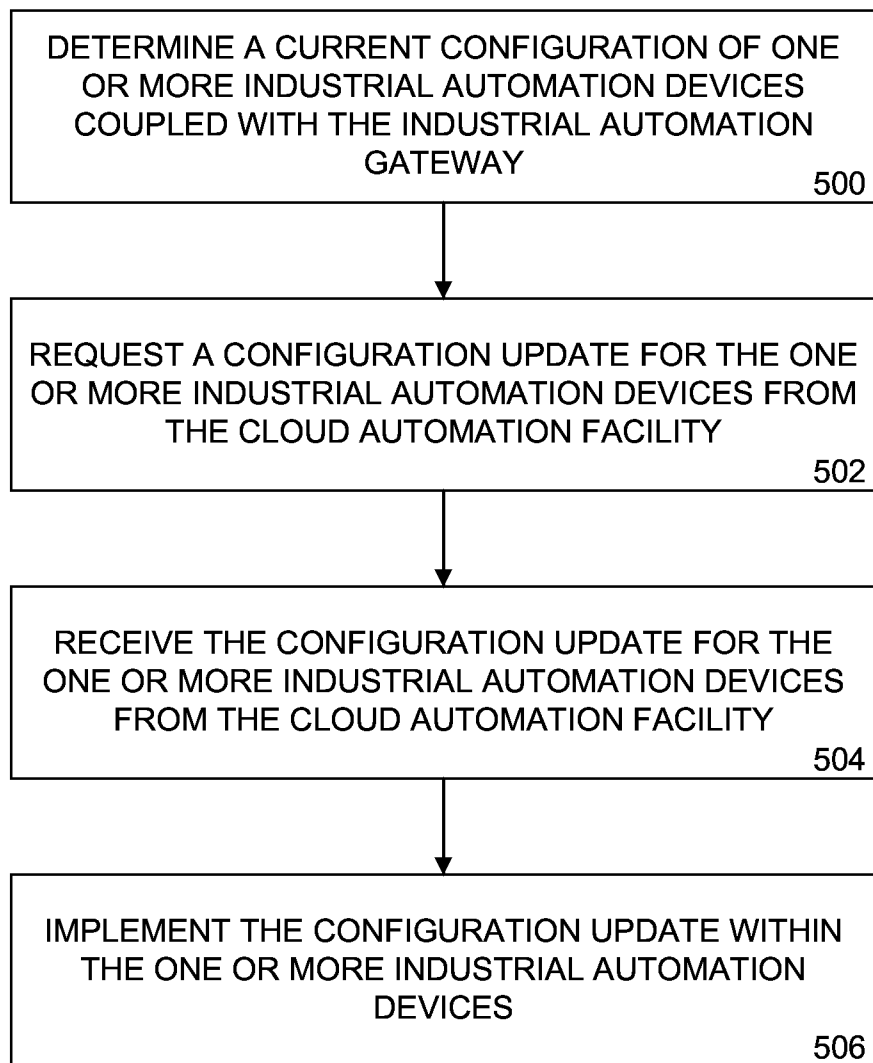 DETERMINE A CURRENT CONFIGURATION OF ONE
OR MORE INDUSTRIAL AUTOMATION DEVICES
COUPLED WITH THE INDUSTRIAL AUTOMATION
GATEWAY
500
REQUEST A CONFIGURATION UPDATE FOR THE ONE
OR MORE INDUSTRIAL AUTOMATION DEVICES FROM
THE CLOUD AUTOMATION FACILITY
502
RECEIVE THE CONFIGURATION UPDATE FOR THE
ONE OR MORE INDUSTRIAL AUTOMATION DEVICES
FROM THE CLOUD AUTOMATION FACILITY
504
IMPLEMENT THE CONFIGURATION UPDATE WITHIN
THE ONE OR MORE INDUSTRIAL AUTOMATION
DEVICES
506